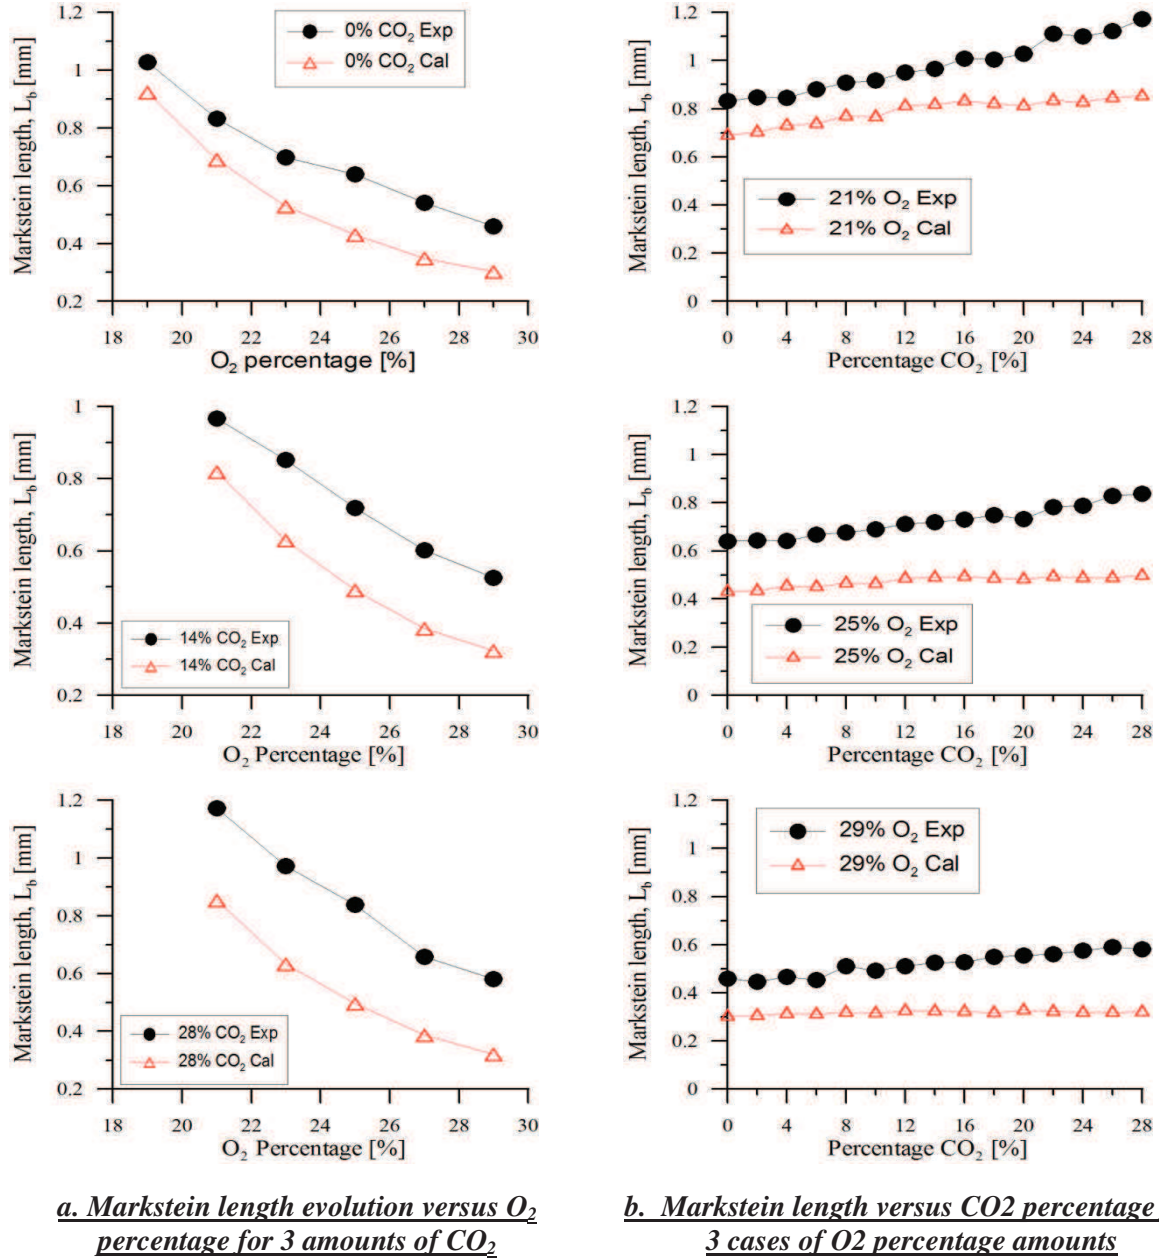 Markstein length, L_b [mm]
1.2
1
0.8
0.6
0.4
0.2
0% CO₂ Exp
0% CO₂ Cal
18 20 22 24 26 28 30
O₂ percentage [%]
Markstein length, L_b [mm]
1.2
1
0.8
0.6
0.4
0.2
0
21% O₂ Exp
21% O₂ Cal
0 4 8 12 16 20 24 28
Percentage CO₂ [%]
Markstein length, L_b [mm]
1
0.8
0.6
0.4
0.2
14% CO₂ Exp
14% CO₂ Cal
18 20 22 24 26 28 30
O₂ Percentage [%]
Markstein length, L_b [mm]
1.2
1
0.8
0.6
0.4
0.2
0
25% O₂ Exp
25% O₂ Cal
0 4 8 12 16 20 24 28
Percentage CO₂ [%]
Markstein length, L_b [mm]
1.2
1
0.8
0.6
0.4
0.2
28% CO₂ Exp
28% CO₂ Cal
18 20 22 24 26 28 30
O₂ Percentage [%]
Markstein length, L_b [mm]
1.2
1
0.8
0.6
0.4
0.2
0
29% O₂ Exp
29% O₂ Cal
0 4 8 12 16 20 24 28
Percentage CO₂ [%]
a. Markstein length evolution versus O₂
percentage for 3 amounts of CO₂
b. Markstein length versus CO2 percentage
3 cases of O2 percentage amounts